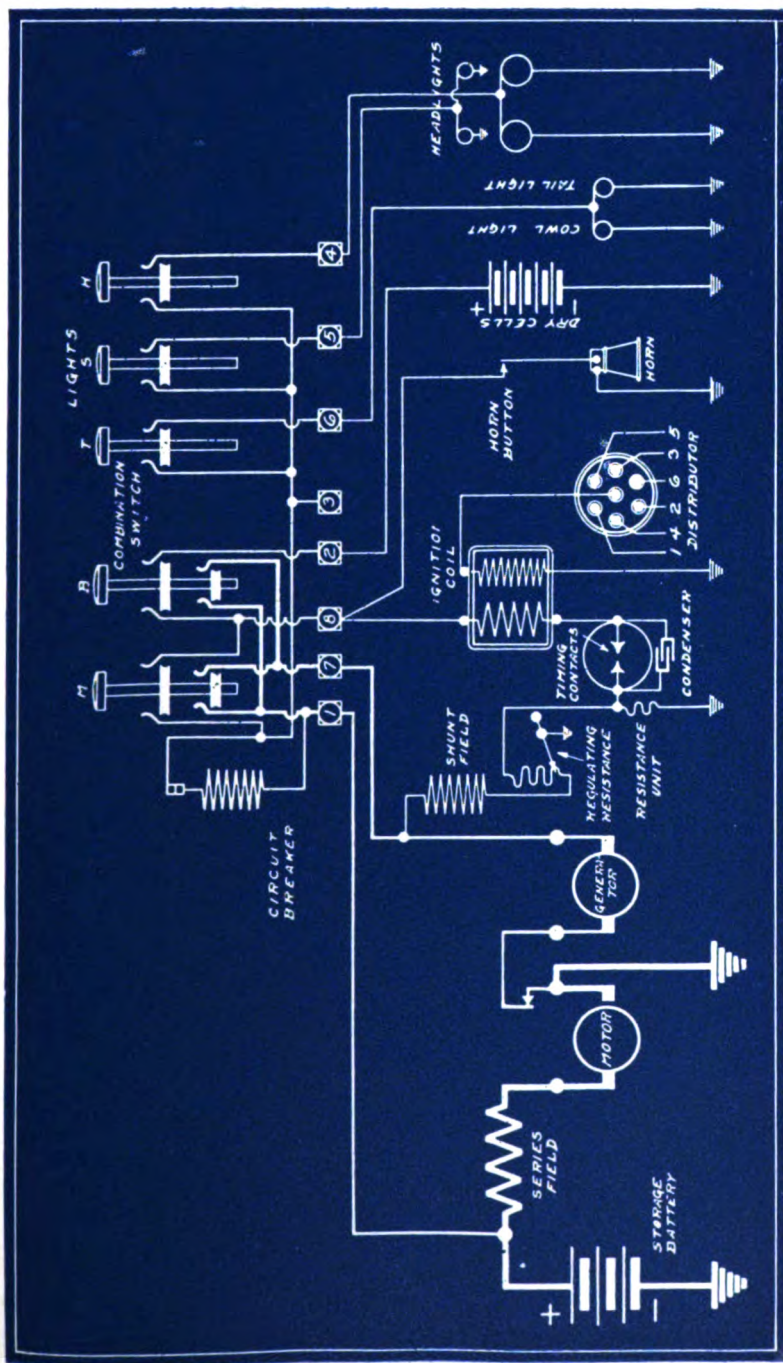 M B T S H
LIGHTS
COMBINATION
SWITCH
CIRCUIT
BREAKER
1 7 8 2 3 6 5 4
HEADLIGHTS
TAIL LIGHT
COWL LIGHT
+
DRY CELLS
-
HORN
BUTTON
HORN
IGNITION
COIL
1 4 2 6 3 5
DISTRIBUTOR
TIMING
CONTACTS
CONDENSER
SHUNT
FIELD
REGULATING
RESISTANCE
RESISTANCE
UNIT
GENERA
TOR
MOTOR
SERIES
FIELD
+
-
STORAGE
BATTERY